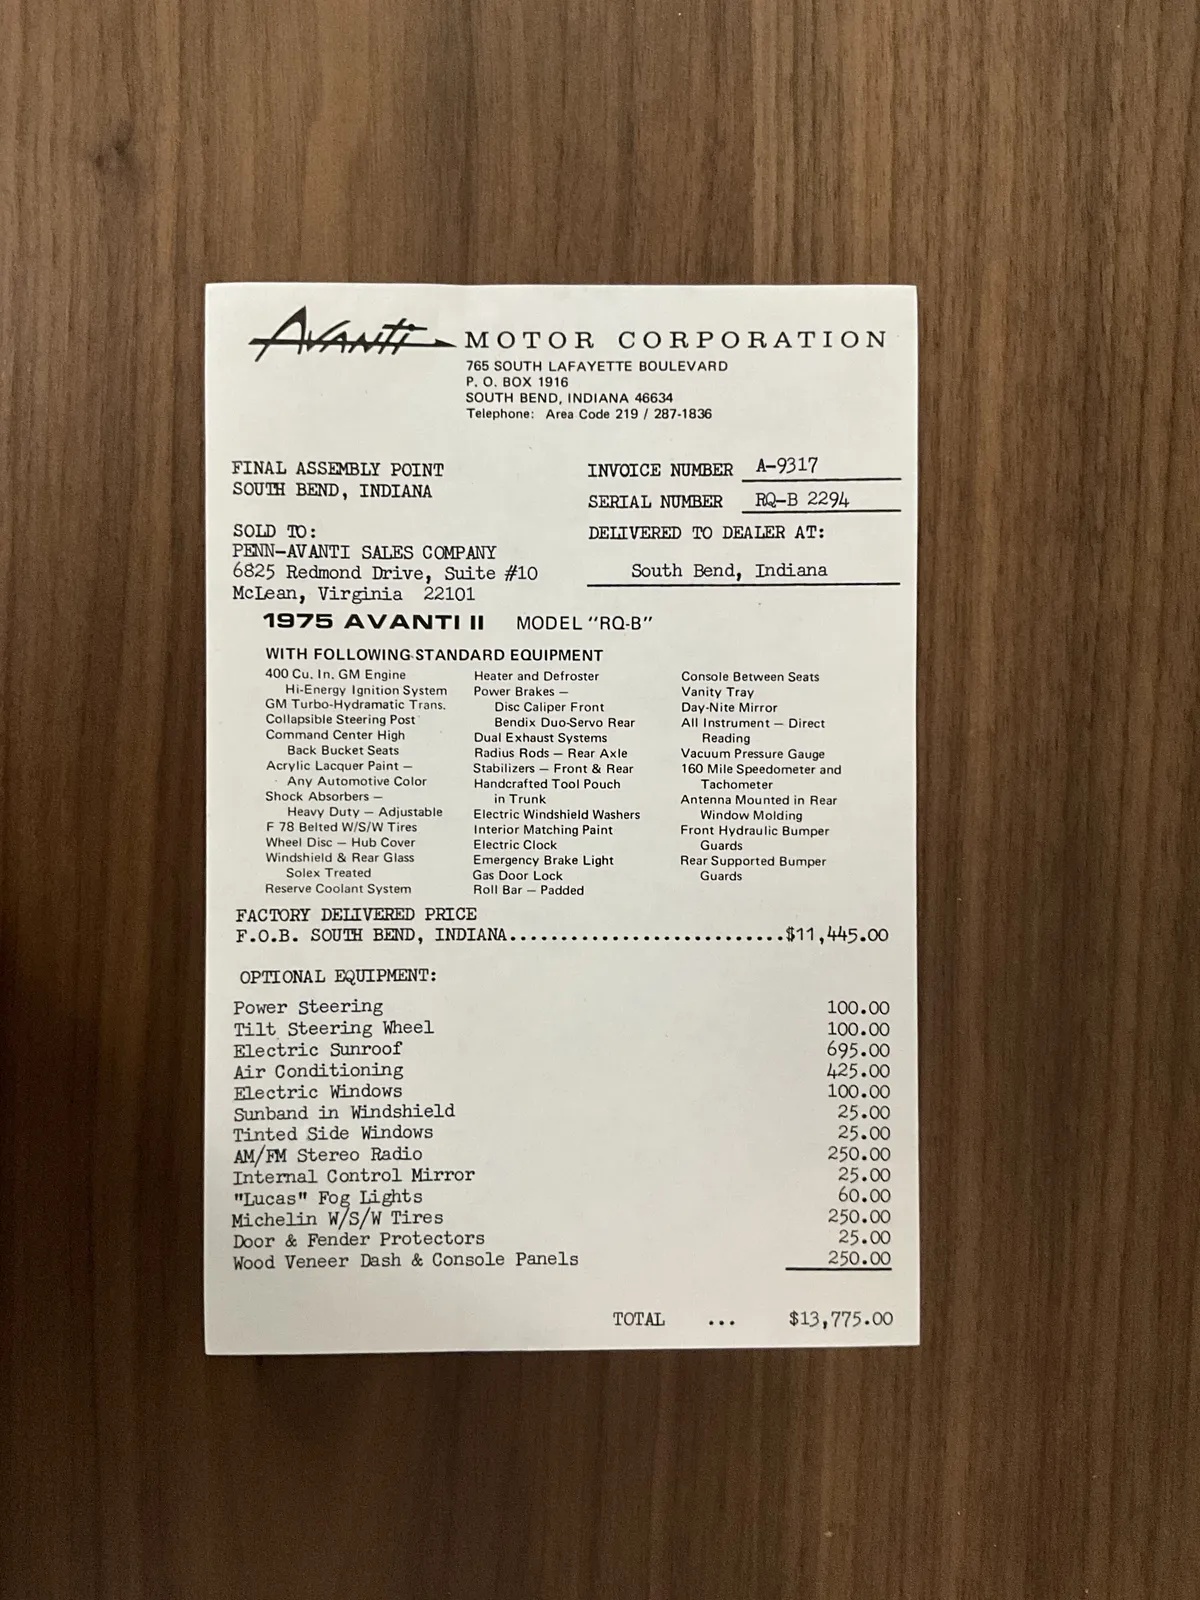 Avanti MOTOR CORPORATION
765 SOUTH LAFAYETTE BOULEVARD
P. O. BOX 1916
SOUTH BEND, INDIANA 46634
Telephone: Area Code 219 / 287-1836
FINAL ASSEMBLY POINT
SOUTH BEND, INDIANA
INVOICE NUMBER A-9317
SERIAL NUMBER RQ-B 2294
SOLD TO:
PENN-AVANTI SALES COMPANY
6825 Redmond Drive, Suite #10
McLean, Virginia 22101
DELIVERED TO DEALER AT:
South Bend, Indiana
1975 AVANTI II MODEL "RQ-B"
WITH FOLLOWING STANDARD EQUIPMENT
400 Cu. In. GM Engine
Hi-Energy Ignition System
GM Turbo-Hydramatic Trans.
Collapsible Steering Post
Command Center High
Back Bucket Seats
Acrylic Lacquer Paint —
Any Automotive Color
Shock Absorbers —
Heavy Duty — Adjustable
F 78 Belted W/S/W Tires
Wheel Disc — Hub Cover
Windshield & Rear Glass
Solex Treated
Reserve Coolant System
Heater and Defroster
Power Brakes —
Disc Caliper Front
Bendix Duo-Servo Rear
Dual Exhaust Systems
Radius Rods — Rear Axle
Stabilizers — Front & Rear
Handcrafted Tool Pouch
in Trunk
Electric Windshield Washers
Interior Matching Paint
Electric Clock
Emergency Brake Light
Gas Door Lock
Roll Bar — Padded
Console Between Seats
Vanity Tray
Day-Nite Mirror
All Instrument — Direct
Reading
Vacuum Pressure Gauge
160 Mile Speedometer and
Tachometer
Antenna Mounted in Rear
Window Molding
Front Hydraulic Bumper
Guards
Rear Supported Bumper
Guards
FACTORY DELIVERED PRICE
F.O.B. SOUTH BEND, INDIANA..........................$11,445.00
OPTIONAL EQUIPMENT:
Power Steering 100.00
Tilt Steering Wheel 100.00
Electric Sunroof 695.00
Air Conditioning 425.00
Electric Windows 100.00
Sunband in Windshield 25.00
Tinted Side Windows 25.00
AM/FM Stereo Radio 250.00
Internal Control Mirror 25.00
"Lucas" Fog Lights 60.00
Michelin W/S/W Tires 250.00
Door & Fender Protectors 25.00
Wood Veneer Dash & Console Panels 250.00
TOTAL ... $13,775.00